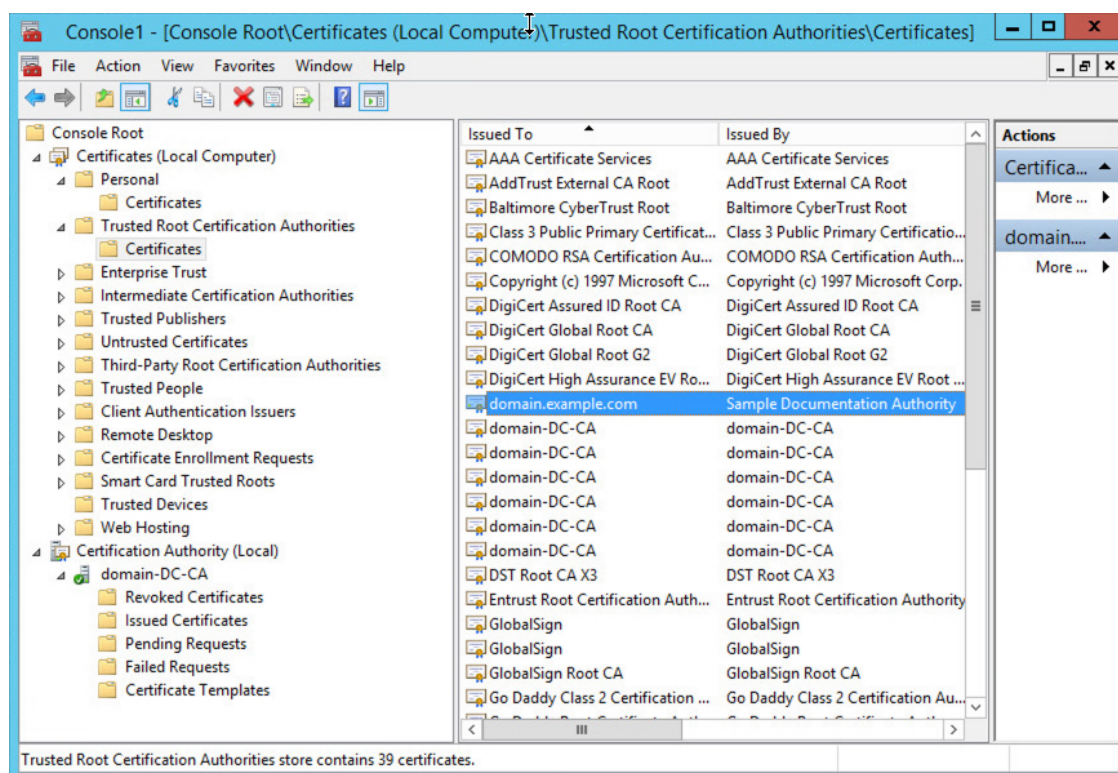 Console1 - [Console Root\Certificates (Local Computer)\Trusted Root Certification Authorities\Certificates]
File Action View Favorites Window Help
Console Root
Certificates (Local Computer)
Personal
Certificates
Trusted Root Certification Authorities
Certificates
Enterprise Trust
Intermediate Certification Authorities
Trusted Publishers
Untrusted Certificates
Third-Party Root Certification Authorities
Trusted People
Client Authentication Issuers
Remote Desktop
Certificate Enrollment Requests
Smart Card Trusted Roots
Trusted Devices
Web Hosting
Certification Authority (Local)
domain-DC-CA
Revoked Certificates
Issued Certificates
Pending Requests
Failed Requests
Certificate Templates
Issued To Issued By
AAA Certificate Services AAA Certificate Services
AddTrust External CA Root AddTrust External CA Root
Baltimore CyberTrust Root Baltimore CyberTrust Root
Class 3 Public Primary Certificat... Class 3 Public Primary Certificatio...
COMODO RSA Certification Au... COMODO RSA Certification Auth...
Copyright (c) 1997 Microsoft C... Copyright (c) 1997 Microsoft Corp.
DigiCert Assured ID Root CA DigiCert Assured ID Root CA
DigiCert Global Root CA DigiCert Global Root CA
DigiCert Global Root G2 DigiCert Global Root G2
DigiCert High Assurance EV Ro... DigiCert High Assurance EV Root ...
domain.example.com Sample Documentation Authority
domain-DC-CA domain-DC-CA
domain-DC-CA domain-DC-CA
domain-DC-CA domain-DC-CA
domain-DC-CA domain-DC-CA
domain-DC-CA domain-DC-CA
domain-DC-CA domain-DC-CA
DST Root CA X3 DST Root CA X3
Entrust Root Certification Auth... Entrust Root Certification Authority
GlobalSign GlobalSign
GlobalSign GlobalSign
GlobalSign Root CA GlobalSign Root CA
Go Daddy Class 2 Certification ... Go Daddy Class 2 Certification Au...
Actions
Certifica...
More ...
domain....
More ...
Trusted Root Certification Authorities store contains 39 certificates.